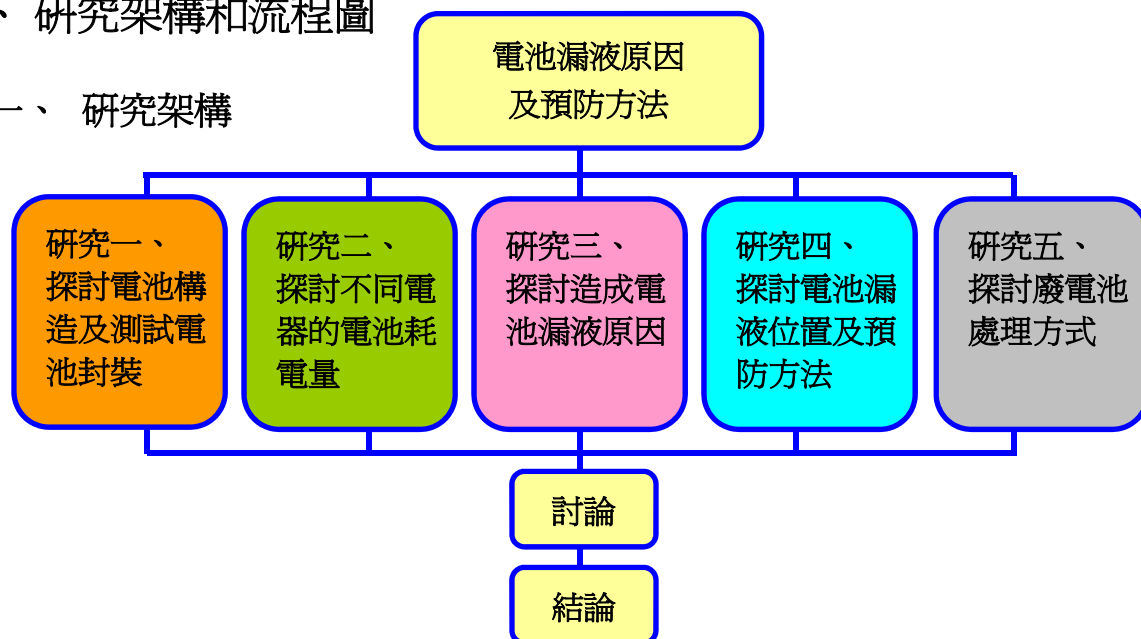 、 研究架構和流程圖
一、 研究架構
電池漏液原因
及預防方法
研究一、
探討電池構
造及測試電
池封裝
研究二、
探討不同電
器的電池耗
電量
研究三、
探討造成電
池漏液原因
研究四、
探討電池漏
液位置及預
防方法
研究五、
探討廢電池
處理方式
討論
結論